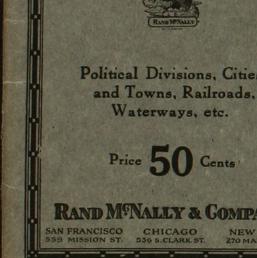 RAND McNALLY
Political Divisions, Citie
and Towns, Railroads,
Waterways, etc.
Price 50 Cents
RAND McNALLY & COMPA
SAN FRANCISCO CHICAGO NEW
559 MISSION ST. 536 S. CLARK ST. 270 MA